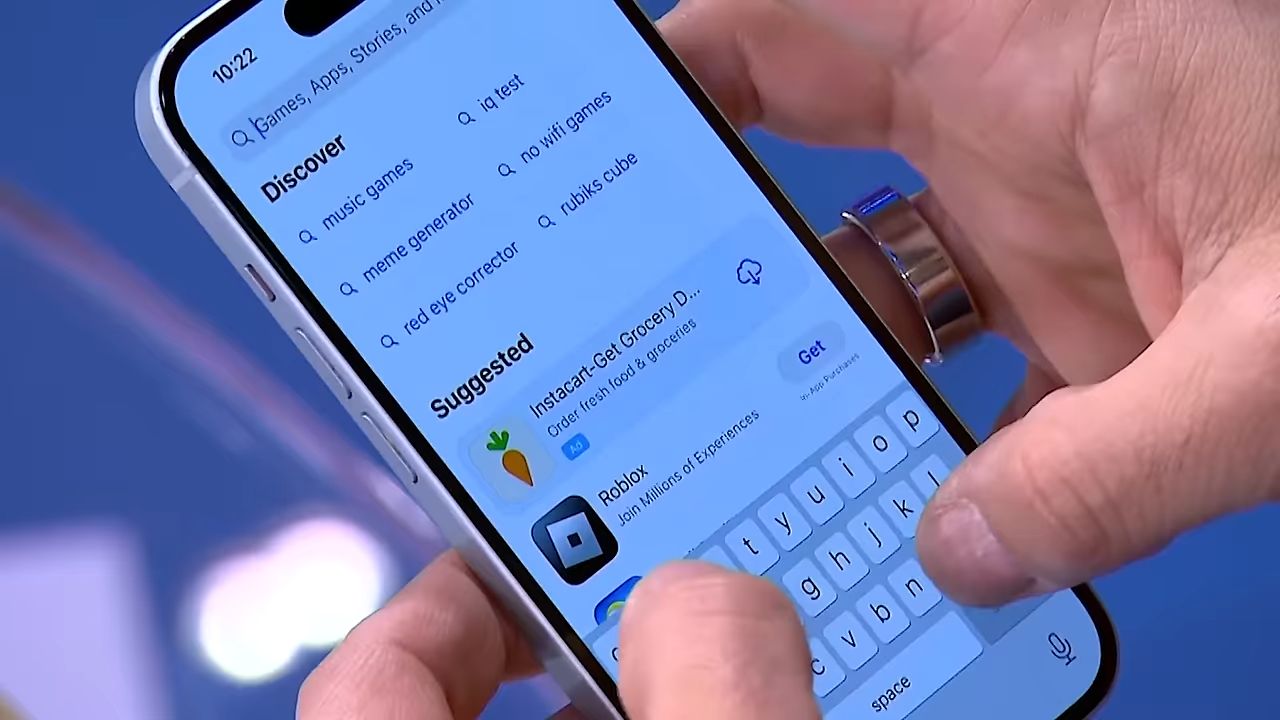 10:22
Games, Apps, Stories, and
Discover
music games
iq test
meme generator
no wifi games
red eye corrector
rubiks cube
Suggested
Instacart-Get Grocery D...
Order fresh food & groceries
Ad
Roblox
Join Millions of Experiences
Get
In-App Purchases
t y u i o p
g h j k l
c v b n
space